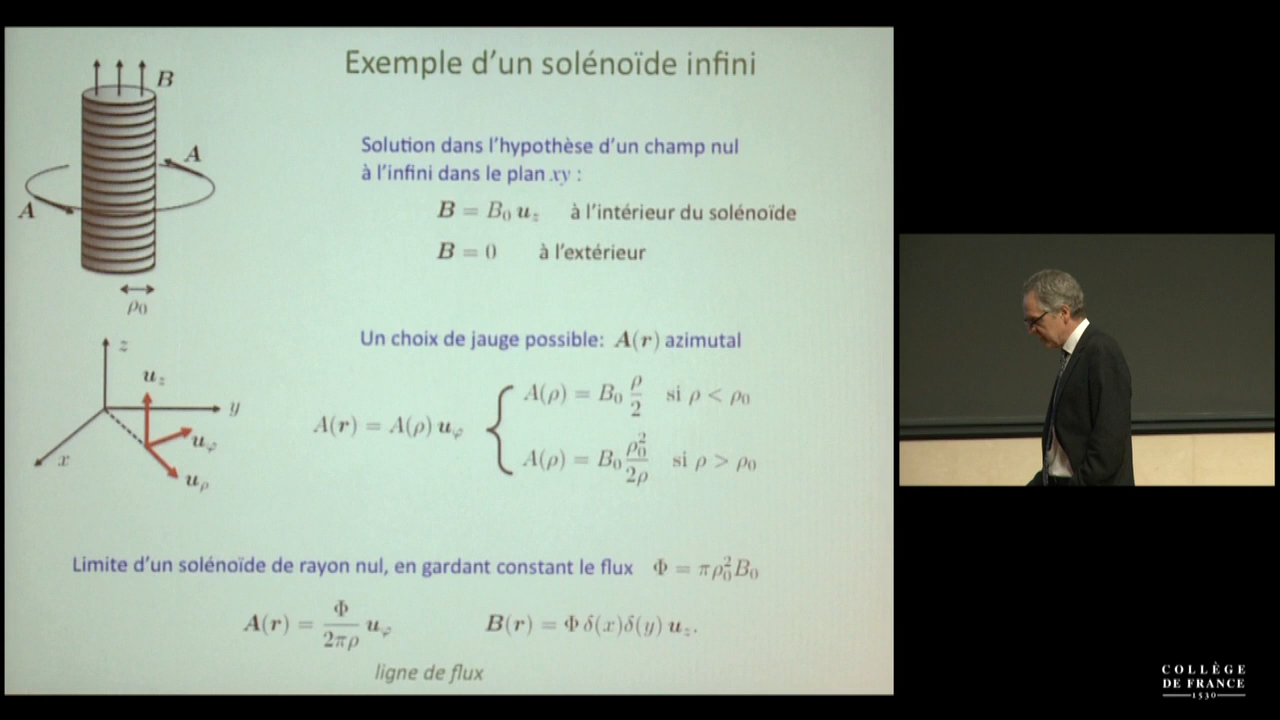 Exemple d'un solénoïde infini
B
A
A
ρ₀
Solution dans l'hypothèse d'un champ nul
à l'infini dans le plan xy :
B = B₀ u_z à l'intérieur du solénoïde
B = 0 à l'extérieur
z
u_z
y
u_φ
x
u_ρ
Un choix de jauge possible: A(r) azimutal
A(r) = A(ρ) u_φ
A(ρ) = B₀ ρ/2 si ρ < ρ₀
A(ρ) = B₀ ρ₀²/2ρ si ρ > ρ₀
Limite d'un solénoïde de rayon nul, en gardant constant le flux Φ = πρ₀²B₀
A(r) = Φ/2πρ u_φ B(r) = Φ δ(x)δ(y) u_z.
ligne de flux
COLLÈGE
DE FRANCE
1530